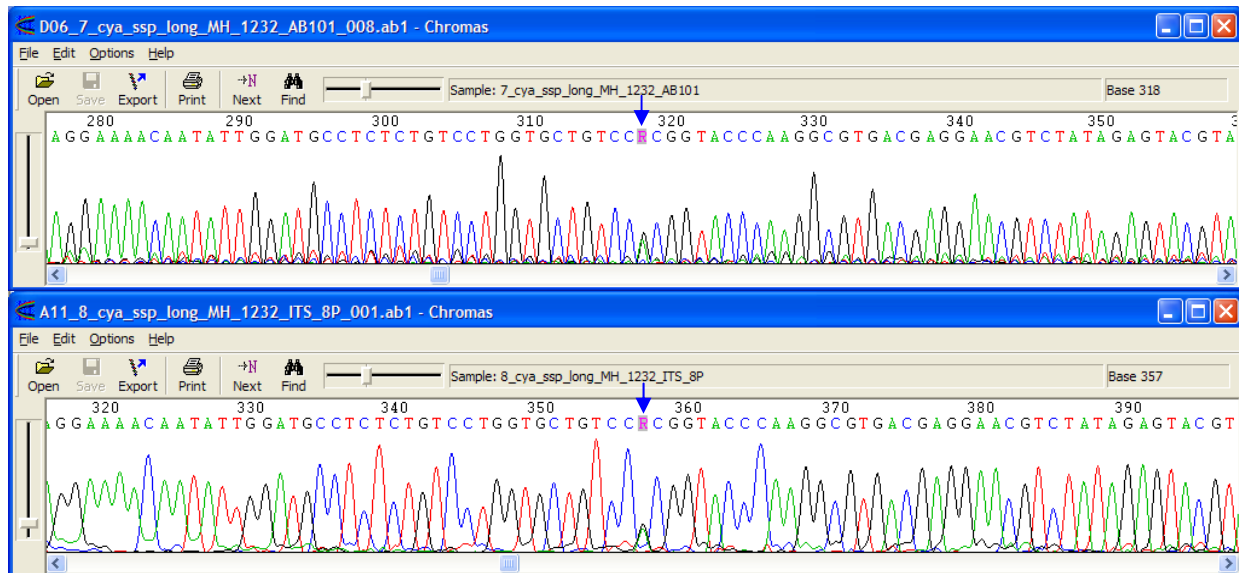 D06_7_cya_ssp_long_MH_1232_AB101_008.ab1 - Chromas
File Edit Options Help
Open Save Export Print →N Next Find Sample: 7_cya_ssp_long_MH_1232_AB101 Base 318
280 290 300 310 320 330 340 350
AGGAAAACAATATTGGATGCCTCTCTGTCCTGGTGCTGTCCRCGGTACCCAAGGCGTGACGAGGAACGTCTATAGAGTACGTA
A11_8_cya_ssp_long_MH_1232_ITS_8P_001.ab1 - Chromas
File Edit Options Help
Open Save Export Print →N Next Find Sample: 8_cya_ssp_long_MH_1232_ITS_8P Base 357
320 330 340 350 360 370 380 390
GGAAAACAATATTGGATGCCTCTCTGTCCTGGTGCTGTCCRCGGTACCCAAGGCGTGACGAGGAACGTCTATAGAGTACGT